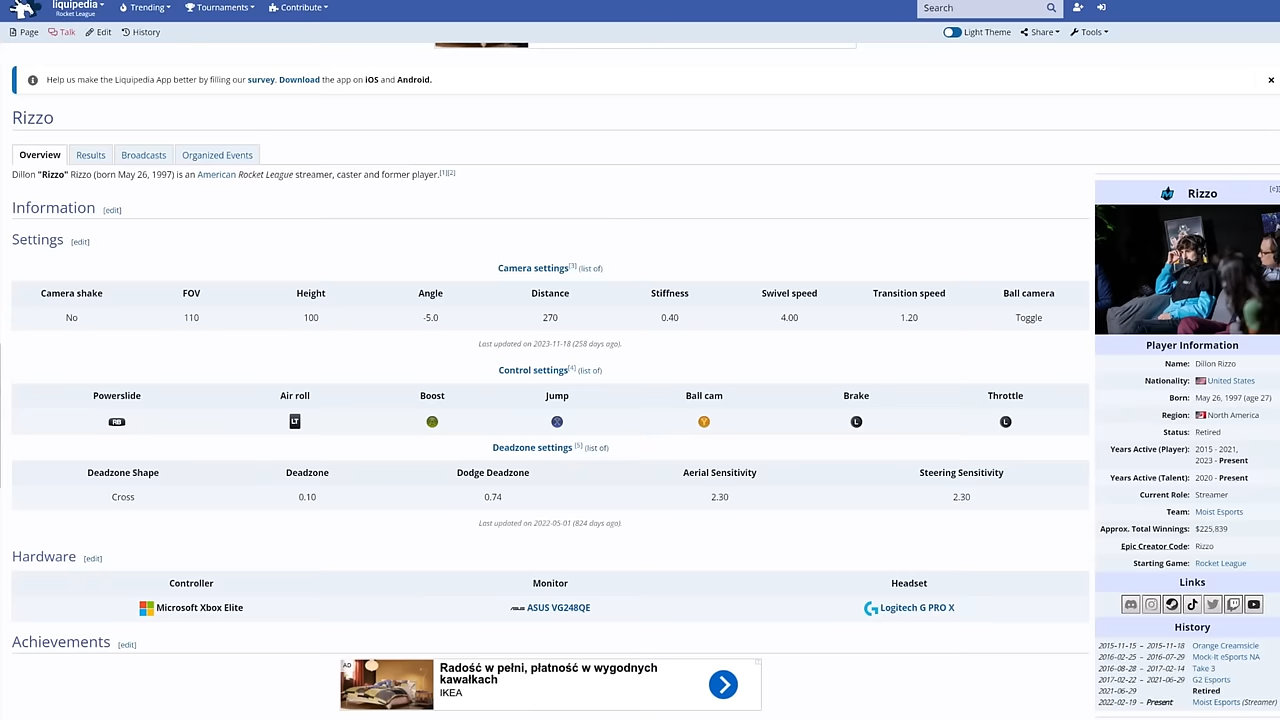 liquipedia
Rocket League
Trending
Tournaments
Contribute
Search
Page
Talk
Edit
History
Light Theme
Share
Tools
Help us make the Liquipedia App better by filling our survey. Download the app on iOS and Android.
×
Rizzo
Overview
Results
Broadcasts
Organized Events
Dillon "Rizzo" Rizzo (born May 26, 1997) is an American Rocket League streamer, caster and former player.[1][2]
Information [edit]
Settings [edit]
Camera settings[3] (list of)
Camera shake FOV Height Angle Distance Stiffness Swivel speed Transition speed Ball camera
No 110 100 -5.0 270 0.40 4.00 1.20 Toggle
Last updated on 2023-11-18 (258 days ago).
Control settings[4] (list of)
Powerslide Air roll Boost Jump Ball cam Brake Throttle
RB LT Y L L
Deadzone settings [5] (list of)
Deadzone Shape Deadzone Dodge Deadzone Aerial Sensitivity Steering Sensitivity
Cross 0.10 0.74 2.30 2.30
Last updated on 2022-05-01 (824 days ago).
Hardware [edit]
Controller Monitor Headset
Microsoft Xbox Elite ASUS VG248QE Logitech G PRO X
Achievements [edit]
AD
Radość w pełni, płatność w wygodnych
kawałkach
IKEA
Rizzo
Player Information
Name: Dillon Rizzo
Nationality: United States
Born: May 26, 1997 (age 27)
Region: North America
Status: Retired
Years Active (Player): 2015 - 2021,
2023 - Present
Years Active (Talent): 2020 - Present
Current Role: Streamer
Team: Moist Esports
Approx. Total Winnings: $225,839
Epic Creator Code: Rizzo
Starting Game: Rocket League
Links
History
2015-11-15 – 2015-11-18 Orange Creamsicle
2016-02-25 – 2016-07-29 Mock-It eSports NA
2016-08-28 – 2017-02-14 Take 3
2017-02-22 – 2021-06-29 G2 Esports
2021-06-29 Retired
2022-02-19 – Present Moist Esports (Streamer)